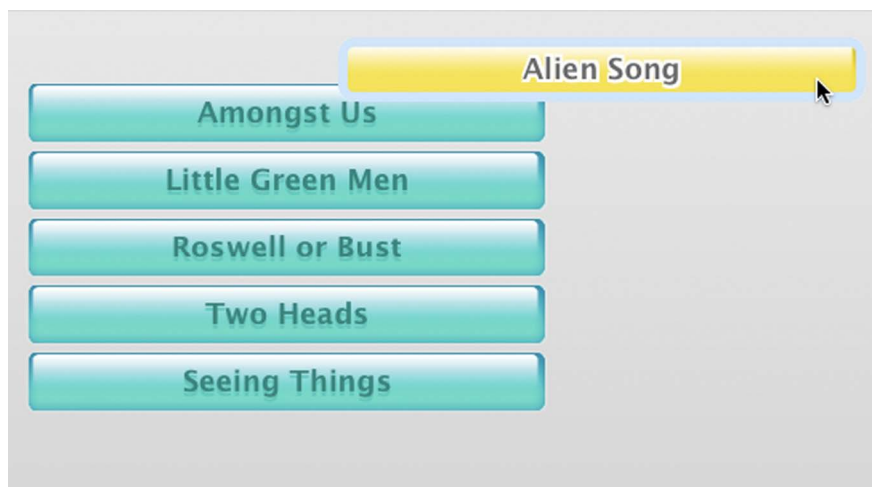 Alien Song
Amongst Us
Little Green Men
Roswell or Bust
Two Heads
Seeing Things